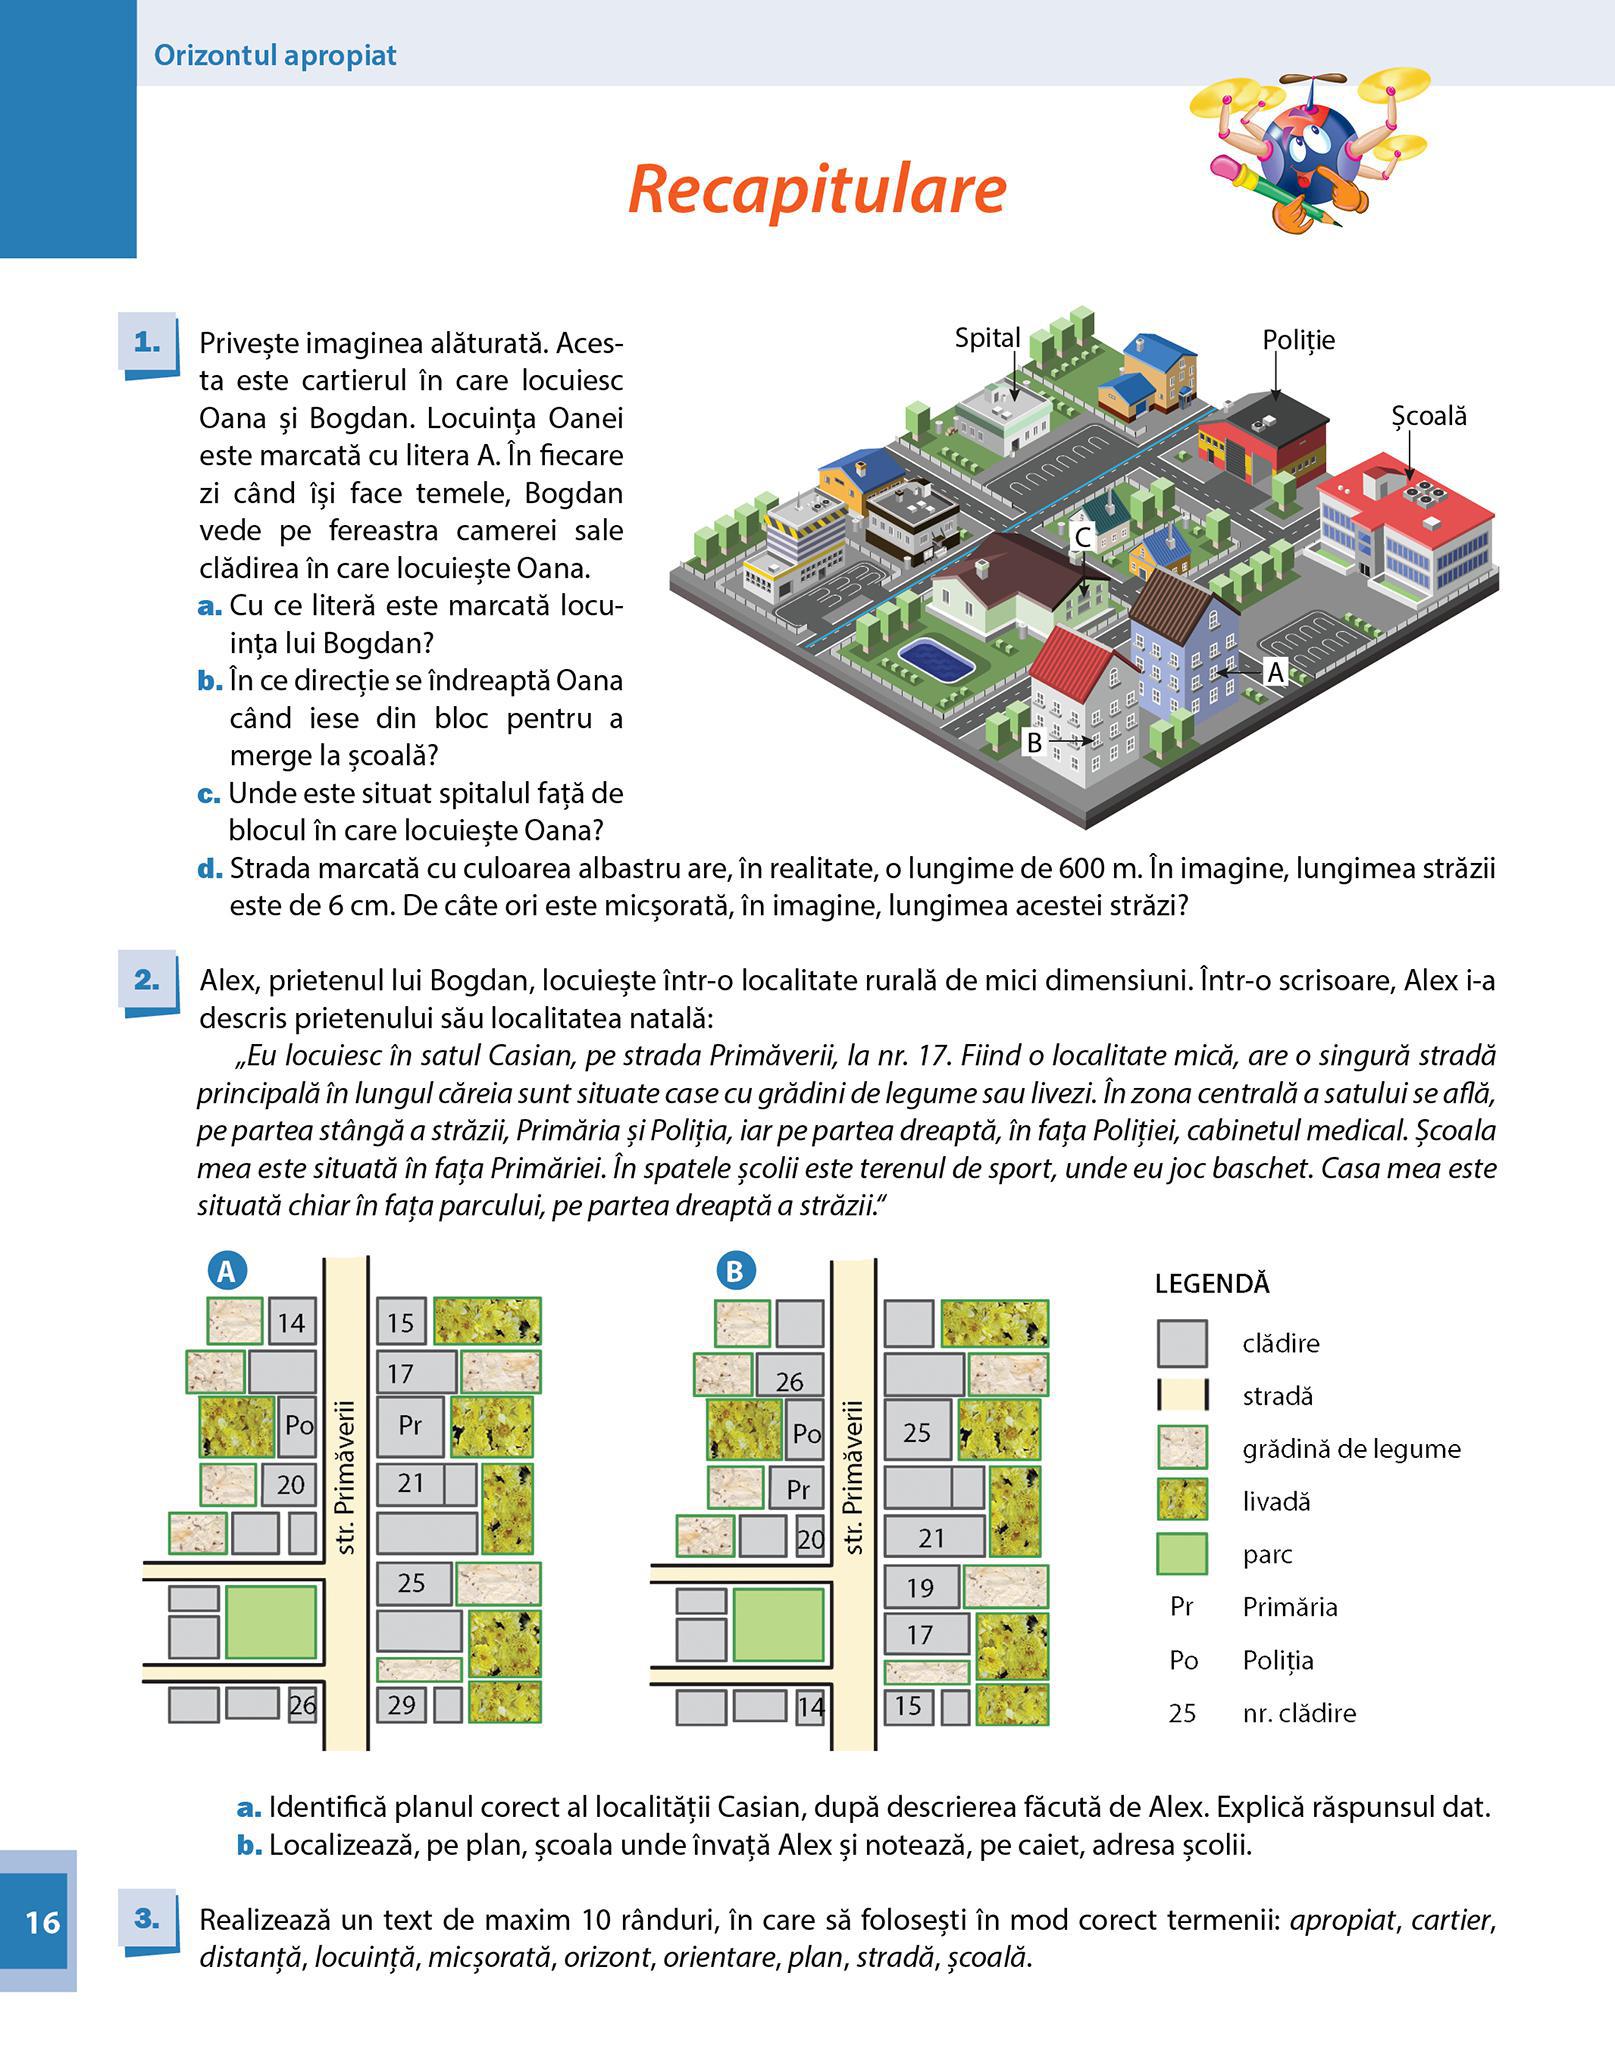 Orizontul apropiat
Recapitulare
1.
Privește imaginea alăturată. Aces-
ta este cartierul în care locuiesc
Oana și Bogdan. Locuința Oanei
este marcată cu litera A. În fiecare
zi când își face temele, Bogdan
vede pe fereastra camerei sale
clădirea în care locuiește Oana.
a. Cu ce literă este marcată locu-
ința lui Bogdan?
b. În ce direcție se îndreaptă Oana
când iese din bloc pentru a
merge la școală?
c. Unde este situat spitalul față de
blocul în care locuiește Oana?
d. Strada marcată cu culoarea albastru are, în realitate, o lungime de 600 m. În imagine, lungimea străzii
este de 6 cm. De câte ori este micșorată, în imagine, lungimea acestei străzi?
Spital
Poliție
Școală
C
A
B
2.
Alex, prietenul lui Bogdan, locuiește într-o localitate rurală de mici dimensiuni. Într-o scrisoare, Alex i-a
descris prietenului său localitatea natală:
„Eu locuiesc în satul Casian, pe strada Primăverii, la nr. 17. Fiind o localitate mică, are o singură stradă
principală în lungul căreia sunt situate case cu grădini de legume sau livezi. În zona centrală a satului se află,
pe partea stângă a străzii, Primăria și Poliția, iar pe partea dreaptă, în fața Poliției, cabinetul medical. Școala
mea este situată în fața Primăriei. În spatele școlii este terenul de sport, unde eu joc baschet. Casa mea este
situată chiar în fața parcului, pe partea dreaptă a străzii.“
A
14
15
17
Po
Pr
20
21
str. Primăverii
25
26
29
B
26
Po
25
Pr
20
21
str. Primăverii
19
17
14
15
LEGENDĂ
clădire
stradă
grădină de legume
livadă
parc
Pr Primăria
Po Poliția
25 nr. clădire
a. Identifică planul corect al localității Casian, după descrierea făcută de Alex. Explică răspunsul dat.
b. Localizează, pe plan, școala unde învață Alex și notează, pe caiet, adresa școlii.
3.
Realizează un text de maxim 10 rânduri, în care să folosești în mod corect termenii: apropiat, cartier,
distanță, locuință, micșorată, orizont, orientare, plan, stradă, școală.
16